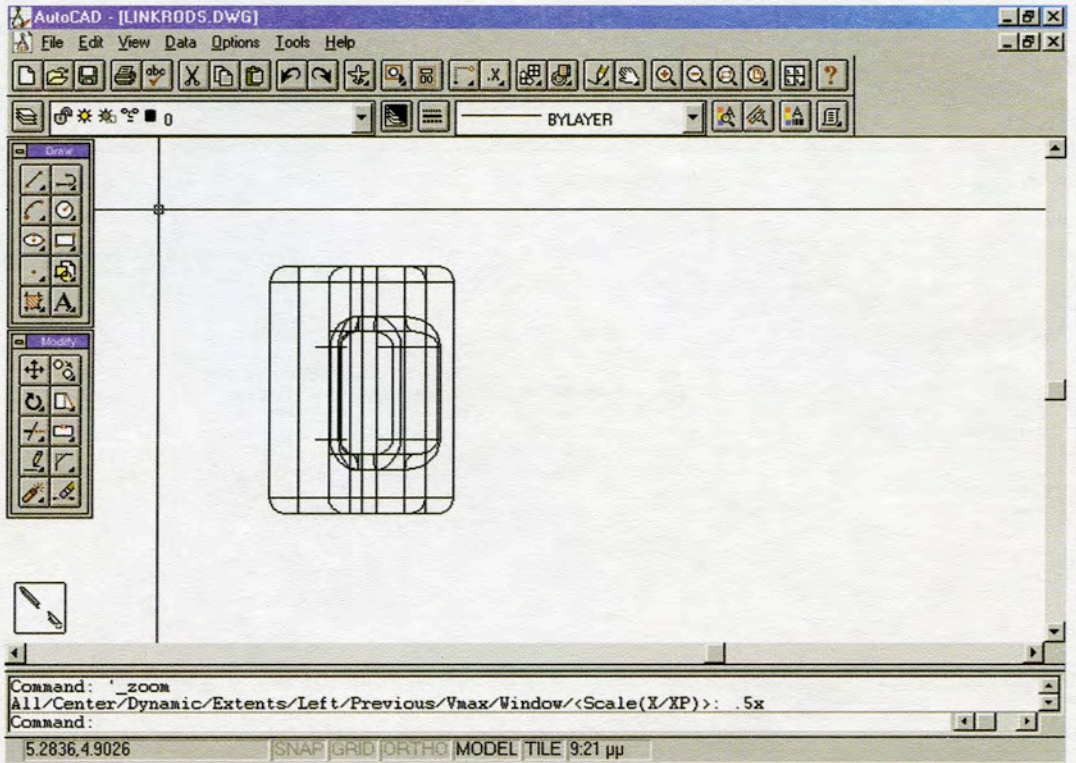 AutoCAD - [LINKRODS.DWG]
File Edit View Data Options Tools Help
abc .X. ?
0 BYLAYER
Draw
A
Modify
Command: '_zoom
All/Center/Dynamic/Extents/Left/Previous/Vmax/Window/<Scale(X/XP)>: .5x
Command:
5.2836,4.9026 SNAP GRID ORTHO MODEL TILE 9:21 μμ